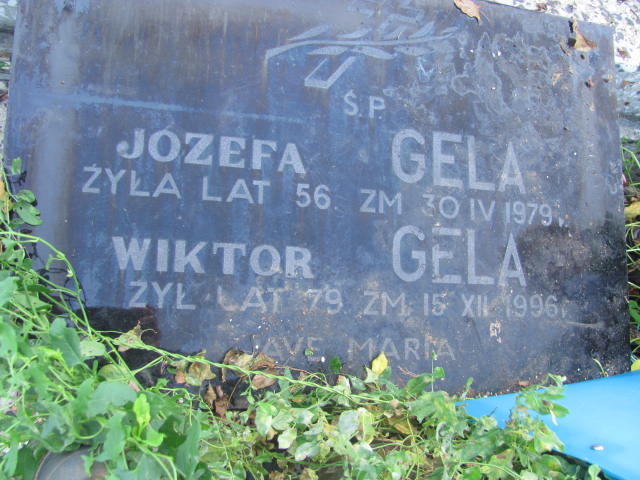 Ś.P.
JÓZEFA GELA
ŻYŁA LAT 56 ZM 30 IV 1979 r
WIKTOR GELA
ŻYŁ LAT 79 ZM 15 XII 1996 r
AVE MARIA